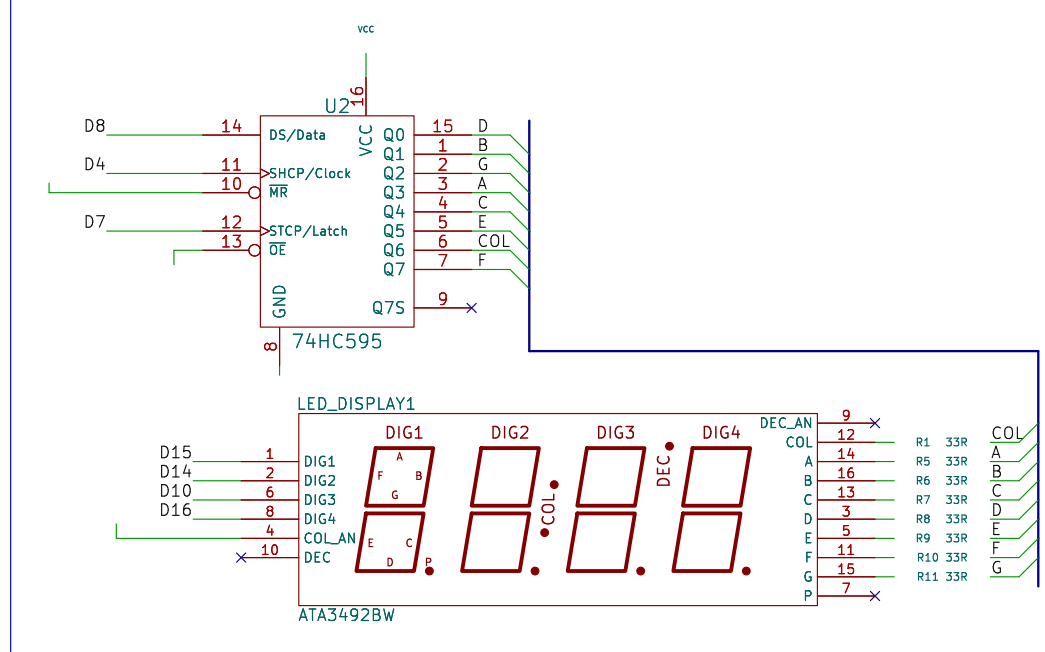 vcc
U2
16
VCC
D8 14 DS/Data Q0 15 D
Q1 1 B
D4 11 SHCP/Clock Q2 2 G
10 MR Q3 3 A
Q4 4 C
D7 12 STCP/Latch Q5 5 E
13 OE Q6 6 COL
Q7 7 F
GND
Q7S 9
8
74HC595
LED_DISPLAY1
DEC_AN 9
DIG1 DIG2 DIG3 DIG4
COL 12 R1 33R COL
D15 1 DIG1 A 14 R5 33R A
D14 2 DIG2 B 16 R6 33R B
D10 6 DIG3 C 13 R7 33R C
D16 8 DIG4 D 3 R8 33R D
4 COL_AN E 5 R9 33R E
10 DEC F 11 R10 33R F
G 15 R11 33R G
P 7
A
F B
G
E C
D P
COL
DEC
ATA3492BW